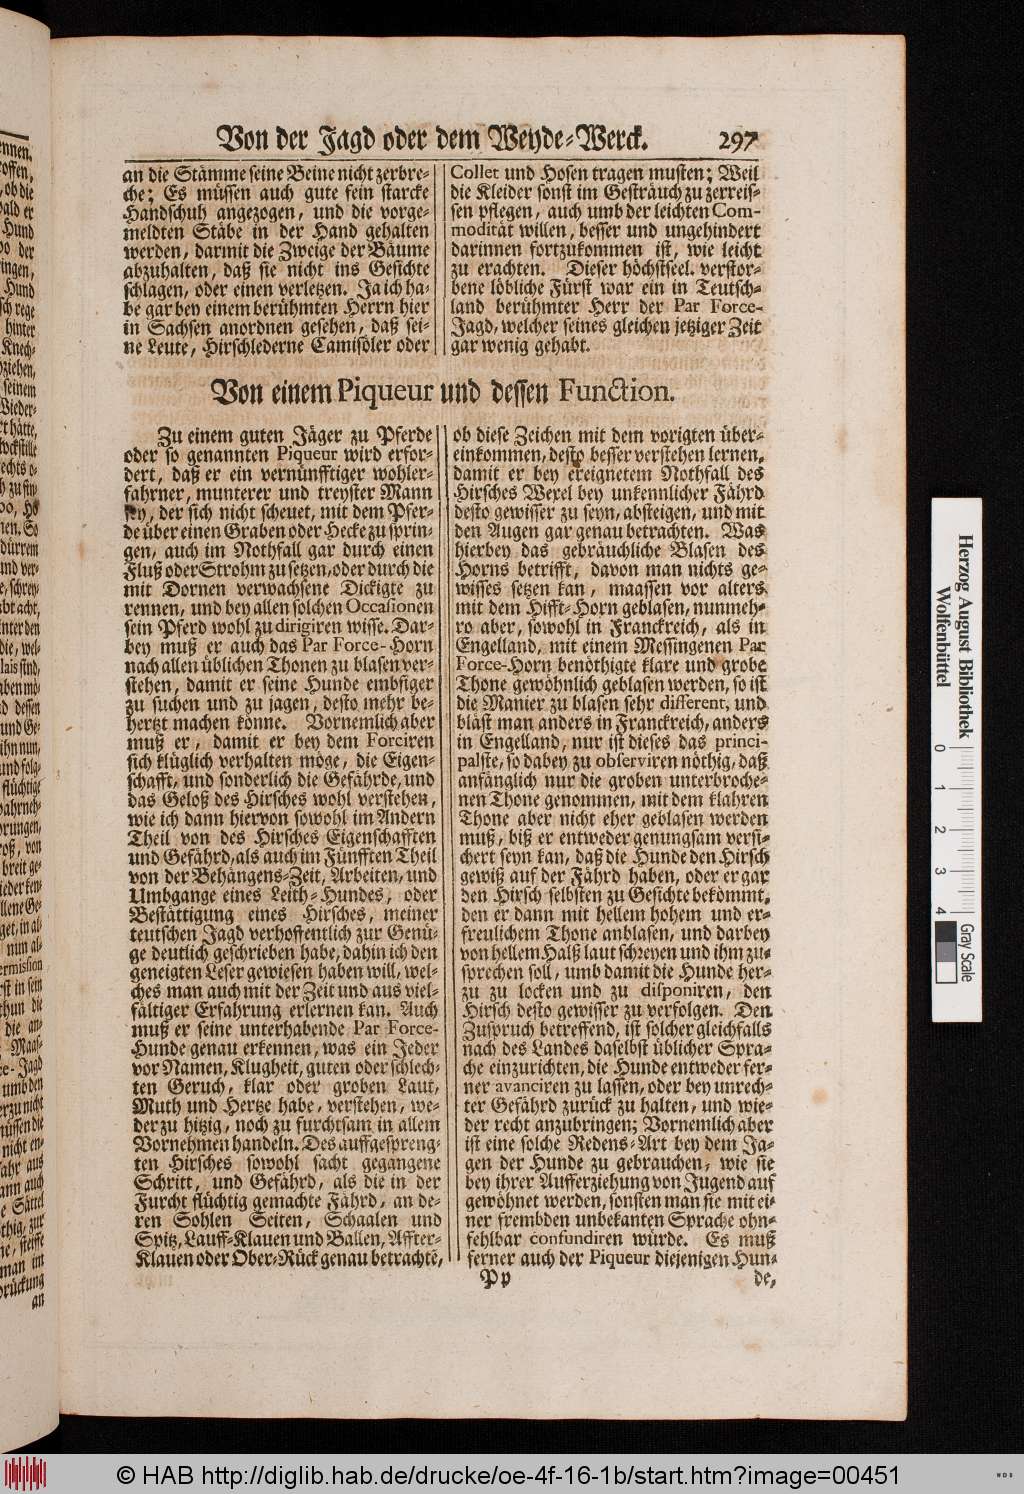 Von der Jagd oder dem Weyde-Werck. 297
an die Stämme seine Beine nicht zerbre-
che; Es müssen auch gute fein starcke
Handschuh angezogen, und die vorge-
meldten Stäbe in der Hand gehalten
werden, darmit die Zweige der Bäume
abzuhalten, daß sie nicht ins Gesichte
schlagen, oder einen verletzen. Ja ich ha-
be gar bey einem berühmten Herrn hier
in Sachsen anordnen gesehen, daß sei-
ne Leute, Hirschlederne Camisöler oder
Collet und Hosen tragen musten; Weil
die Kleider sonst im Gesträuch zu zerreis-
sen pflegen, auch umb der leichten Com-
modität willen, besser und ungehindert
darinnen fortzukommen ist, wie leicht
zu erachten. Dieser höchstseel. verstor-
bene löbliche Fürst war ein in Teutsch-
land berühmter Herr der Par Force-
Jagd, welcher seines gleichen jetziger Zeit
gar wenig gehabt.
Von einem Piqueur und dessen Function.
Zu einem guten Jäger zu Pferde
oder so genannten Piqueur wird erfor-
dert, daß er ein vernünfftiger wohler-
fahrner, munterer und treyster Mann
sey, der sich nicht scheuet, mit dem Pfer-
de über einen Graben oder Hecke zu sprin-
gen, auch im Nothfall gar durch einen
Fluß oder Strohm zu setzen, oder durch die
mit Dornen verwachsene Dickigte zu
rennen, und bey allen solchen Occasionen
sein Pferd wohl zu dirigiren wisse. Dar-
bey muß er auch das Par Force-Horn
nach allen üblichen Thonen zu blasen ver-
stehen, damit er seine Hunde embsiger
zu suchen und zu jagen, desto mehr be-
hertzt machen könne. Vornemlich aber
muß er, damit er bey dem Forciren
sich klüglich verhalten möge, die Eigen-
schafft, und sonderlich die Gefährde, und
das Geloß des Hirsches wohl verstehen,
wie ich dann hiervon sowohl im Andern
Theil von des Hirsches Eigenschafften
und Gefährd, als auch im Fünfften Theil
von der Behängens-Zeit, Arbeiten, und
Umbgange eines Leith-Hundes, oder
Bestättigung eines Hirsches, meiner
teutschen Jagd verhoffentlich zur Genü-
ge deutlich geschrieben habe, dahin ich den
geneigten Leser gewiesen haben will, wel-
ches man auch mit der Zeit und aus viel-
fältiger Erfahrung erlernen kan. Auch
muß er seine unterhabende Par Force-
Hunde genau erkennen, was ein Jeder
vor Namen, Klugheit, guten oder schlech-
ten Geruch, klar oder groben Laut,
Muth und Hertze habe, verstehen, we-
der zu hitzig, noch zu furchtsam in allem
Vornehmen handeln. Des auffgespreng-
ten Hirsches sowohl sacht gegangene
Schritt, und Gefährd, als die in der
Furcht flüchtig gemachte Fährd, an de-
ren Sohlen Seiten, Schaalen und
Spitz, Lauff-Klauen und Ballen, Affter-
Klauen oder Ober-Rück genau betrachte,
ob diese Zeichen mit dem vorigten über-
einkommen, desto besser verstehen lernen,
damit er bey ereignetem Nothfall des
Hirsches Wexel bey unkennlicher Fährd
desto gewisser zu seyn, absteigen, und mit
den Augen gar genau betrachten. Was
hierbey das gebräuchliche Blasen des
Horns betrifft, davon man nichts ge-
wisses setzen kan, maassen vor alters
mit dem Hifft-Horn geblasen, nunmeh-
ro aber, sowohl in Franckreich, als in
Engelland, mit einem Messingenen Par
Force-Horn benöthigte klare und grobe
Thone gewöhnlich geblasen werden, so ist
die Manier zu blasen sehr different, und
bläst man anders in Franckreich, anders
in Engelland, nur ist dieses das princi-
palste, so dabey zu observiren nöthig, daß
anfänglich nur die groben unterbroche-
nen Thone genommen, mit dem klahren
Thone aber nicht eher geblasen werden
muß, biß er entweder genungsam versi-
chert seyn kan, daß die Hunde den Hirsch
gewiß auf der Fährd haben, oder er gar
den Hirsch selbsten zu Gesichte bekömmt,
den er dann mit hellem hohem und er-
freulichem Thone anblasen, und darbey
von hellem Halß laut schreyen und ihm zu-
sprechen soll, umb damit die Hunde her-
zu zu locken und zu disponiren, den
Hirsch desto gewisser zu verfolgen. Den
Zuspruch betreffend, ist solcher gleichfalls
nach des Landes daselbst üblicher Spra-
che einzurichten, die Hunde entweder fer-
ner avanciren zu lassen, oder bey unrech-
ter Gefährd zurück zu halten, und wie-
der recht anzubringen; Vornemlich aber
ist eine solche Redens-Art bey dem Ja-
gen der Hunde zu gebrauchen, wie sie
bey ihrer Aufferziehung von Jugend auf
gewöhnet werden, sonsten man sie mit ei-
ner frembden unbekanten Sprache ohn-
fehlbar confundiren würde. Es muß
ferner auch der Piqueur diejenigen Hun-
Pp de,
Herzog August Bibliothek
Wolfenbüttel
0 1 2 3 4
Gray Scale
© HAB http://diglib.hab.de/drucke/oe-4f-16-1b/start.htm?image=00451